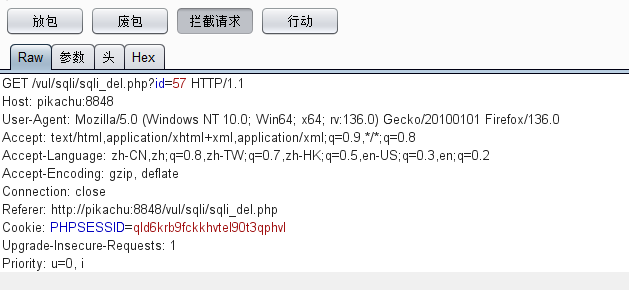 放包 废包 拦截请求 行动
Raw 参数 头 Hex
GET /vul/sqli/sqli_del.php?id=57 HTTP/1.1
Host: pikachu:8848
User-Agent: Mozilla/5.0 (Windows NT 10.0; Win64; x64; rv:136.0) Gecko/20100101 Firefox/136.0
Accept: text/html,application/xhtml+xml,application/xml;q=0.9,*/*;q=0.8
Accept-Language: zh-CN,zh;q=0.8,zh-TW;q=0.7,zh-HK;q=0.5,en-US;q=0.3,en;q=0.2
Accept-Encoding: gzip, deflate
Connection: close
Referer: http://pikachu:8848/vul/sqli/sqli_del.php
Cookie: PHPSESSID=qld6krb9fckkhvtel90t3qphvl
Upgrade-Insecure-Requests: 1
Priority: u=0, i